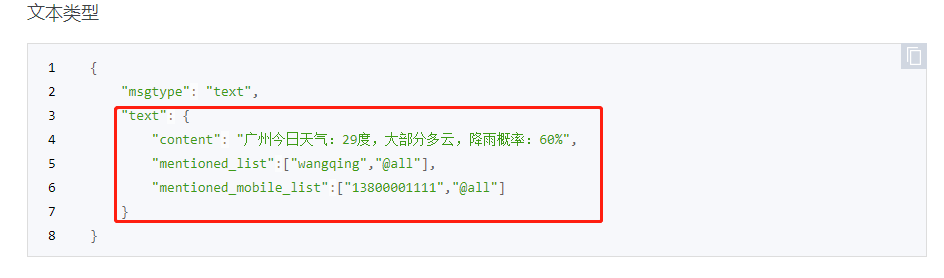 文本类型
1 {
2 "msgtype": "text",
3 "text": {
4 "content": "广州今日天气：29度，大部分多云，降雨概率：60%",
5 "mentioned_list":["wangqing","@all"],
6 "mentioned_mobile_list":["13800001111","@all"]
7 }
8 }